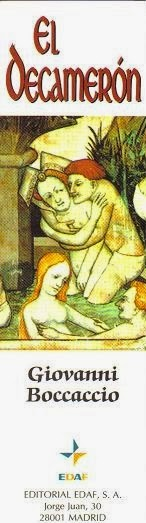 EL
DECAMERÓN
Giovanni
Boccaccio
EDAF
EDITORIAL EDAF, S. A.
Jorge Juan, 30
28001 MADRID